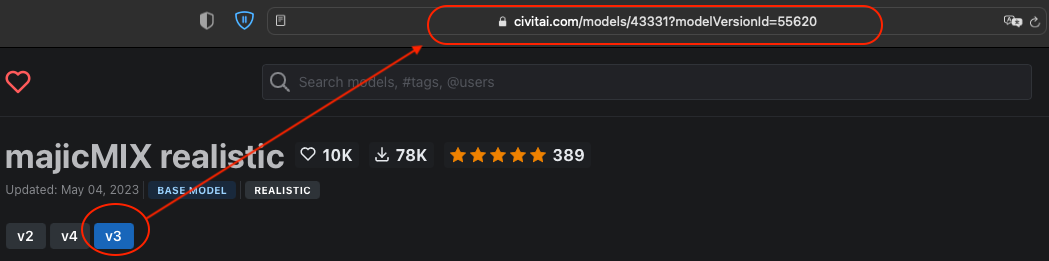 civitai.com/models/43331?modelVersionId=55620
Search models, #tags, @users
majicMIX realistic 10K 78K 389
Updated: May 04, 2023 BASE MODEL REALISTIC
v2 v4 v3